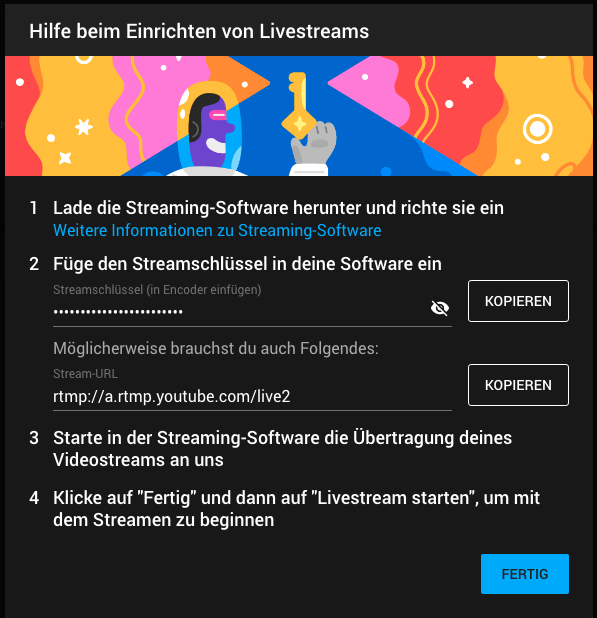 Hilfe beim Einrichten von Livestreams
1 Lade die Streaming-Software herunter und richte sie ein
Weitere Informationen zu Streaming-Software
2 Füge den Streamschlüssel in deine Software ein
Streamschlüssel (in Encoder einfügen)
••••••••••••••••••••••••
KOPIEREN
Möglicherweise brauchst du auch Folgendes:
Stream-URL
rtmp://a.rtmp.youtube.com/live2
KOPIEREN
3 Starte in der Streaming-Software die Übertragung deines
Videostreams an uns
4 Klicke auf "Fertig" und dann auf "Livestream starten", um mit
dem Streamen zu beginnen
FERTIG